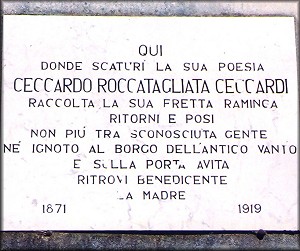 QUI
DONDE SCATURÌ LA SUA POESIA
CECCARDO ROCCATAGLIATA CECCARDI
RACCOLTA LA SUA FRETTA RAMINGA
RITORNI E POSI
NON PIÙ TRA SCONOSCIUTA GENTE
NE' IGNOTO AL BORGO DELL'ANTICO VANTO
E SULLA PORTA AVITA
RITROVI BENEDICENTE
LA MADRE
1871 1919